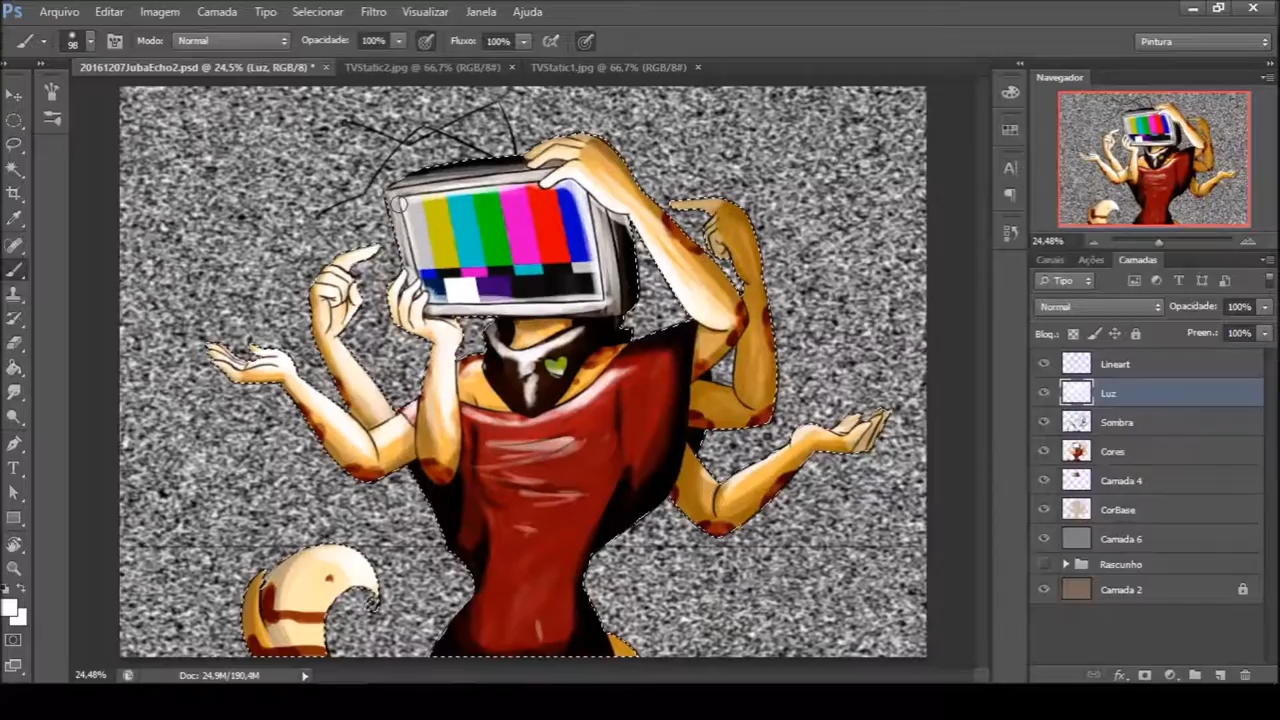 Ps Arquivo Editar Imagem Camada Tipo Selecionar Filtro Visualizar Janela Ajuda
98 Modo: Normal Opacidade: 100% Fluxo: 100% Pintura
20161207JubaEcho2.psd @ 24,5% (Luz, RGB/8) * × TVStatic2.jpg @ 66,7% (RGB/8#) × TVStatic1.jpg @ 66,7% (RGB/8#) ×
Navegador
24,48%
Canais Ações Camadas
Tipo
Normal Opacidade: 100%
Bloq.: Preen.: 100%
Lineart
Luz
Sombra
Cores
Camada 4
CorBase
Camada 6
Rascunho
Camada 2
24,48% Doc: 24,9M/190,4M